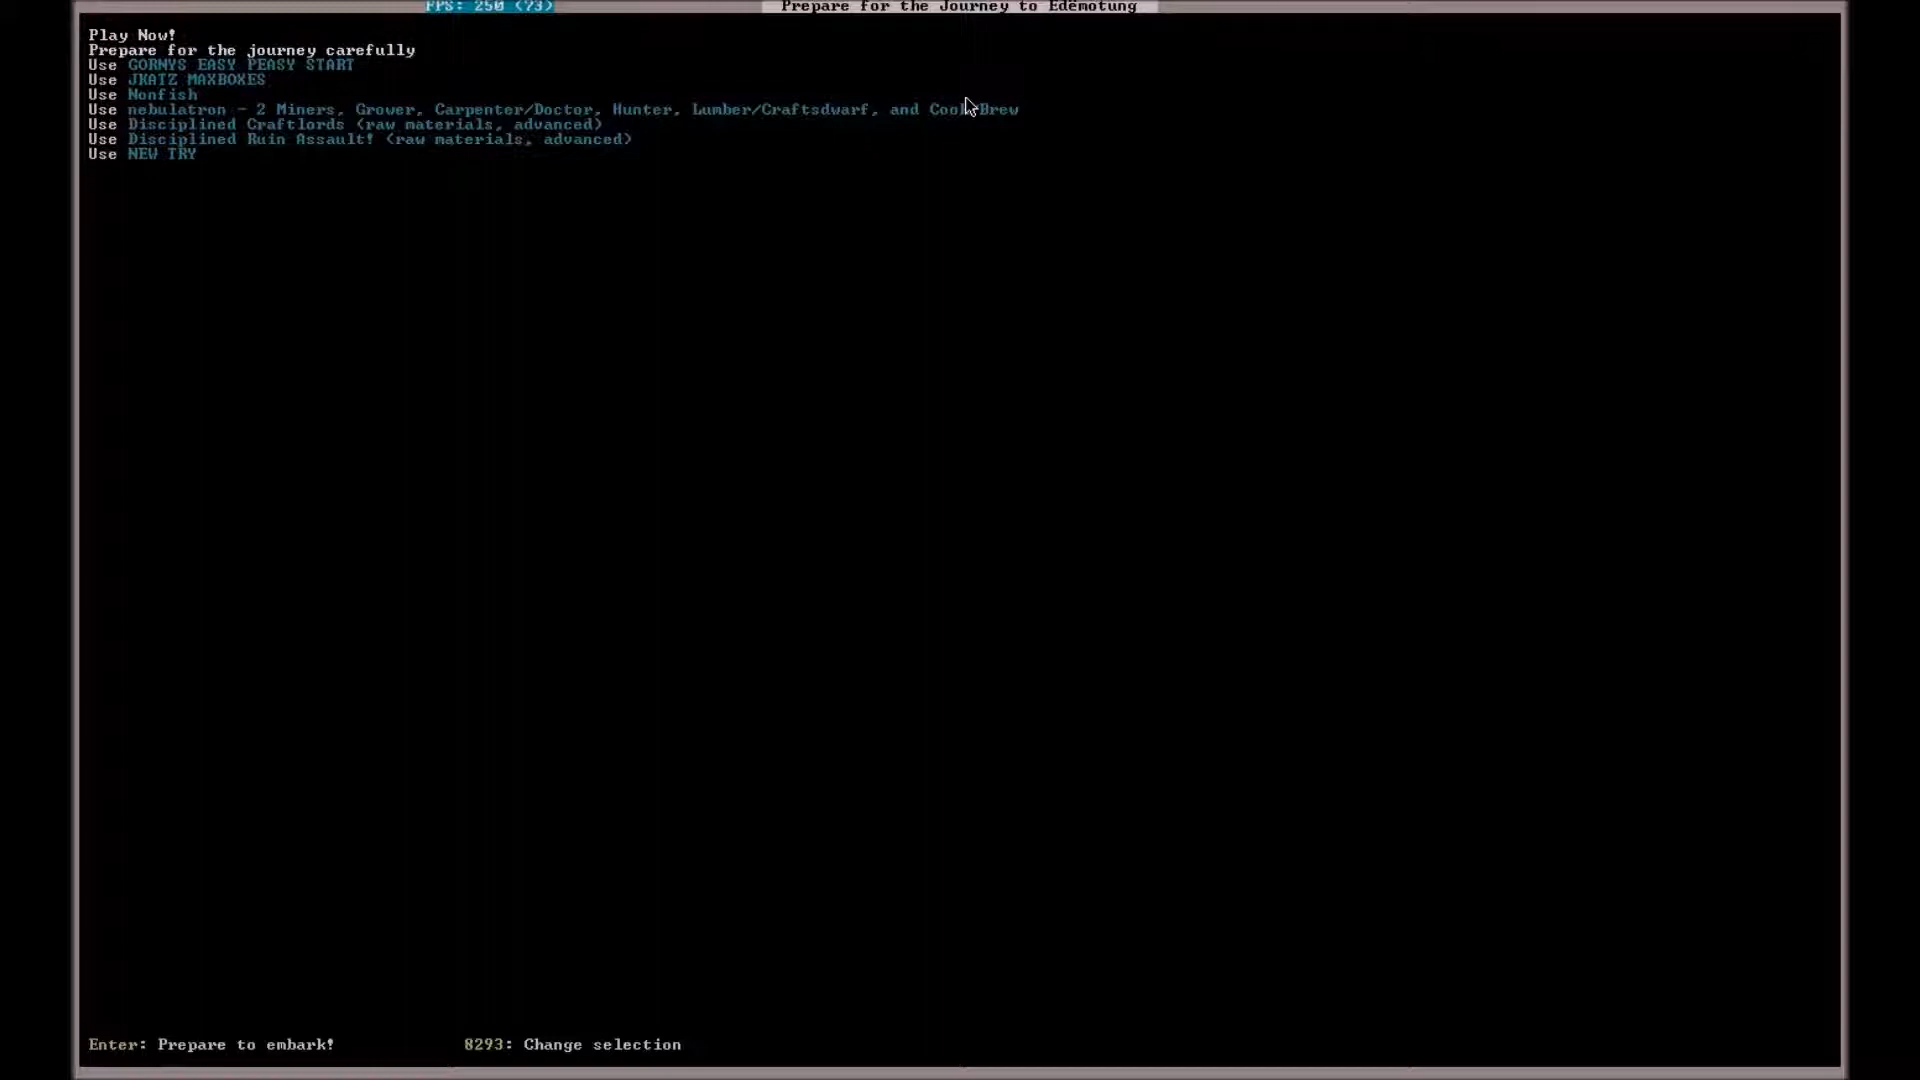 FPS: 250 (73)
Prepare for the Journey to Edëmotung
Play Now!
Prepare for the journey carefully
Use GORNYS EASY PEASY START
Use JKATZ MAXBOXES
Use Nonfish
Use nebulatron - 2 Miners, Grower, Carpenter/Doctor, Hunter, Lumber/Craftsdwarf, and Cook/Brew
Use Disciplined Craftlords (raw materials, advanced)
Use Disciplined Ruin Assault! (raw materials, advanced)
Use NEW TRY
Enter: Prepare to embark!
8293: Change selection